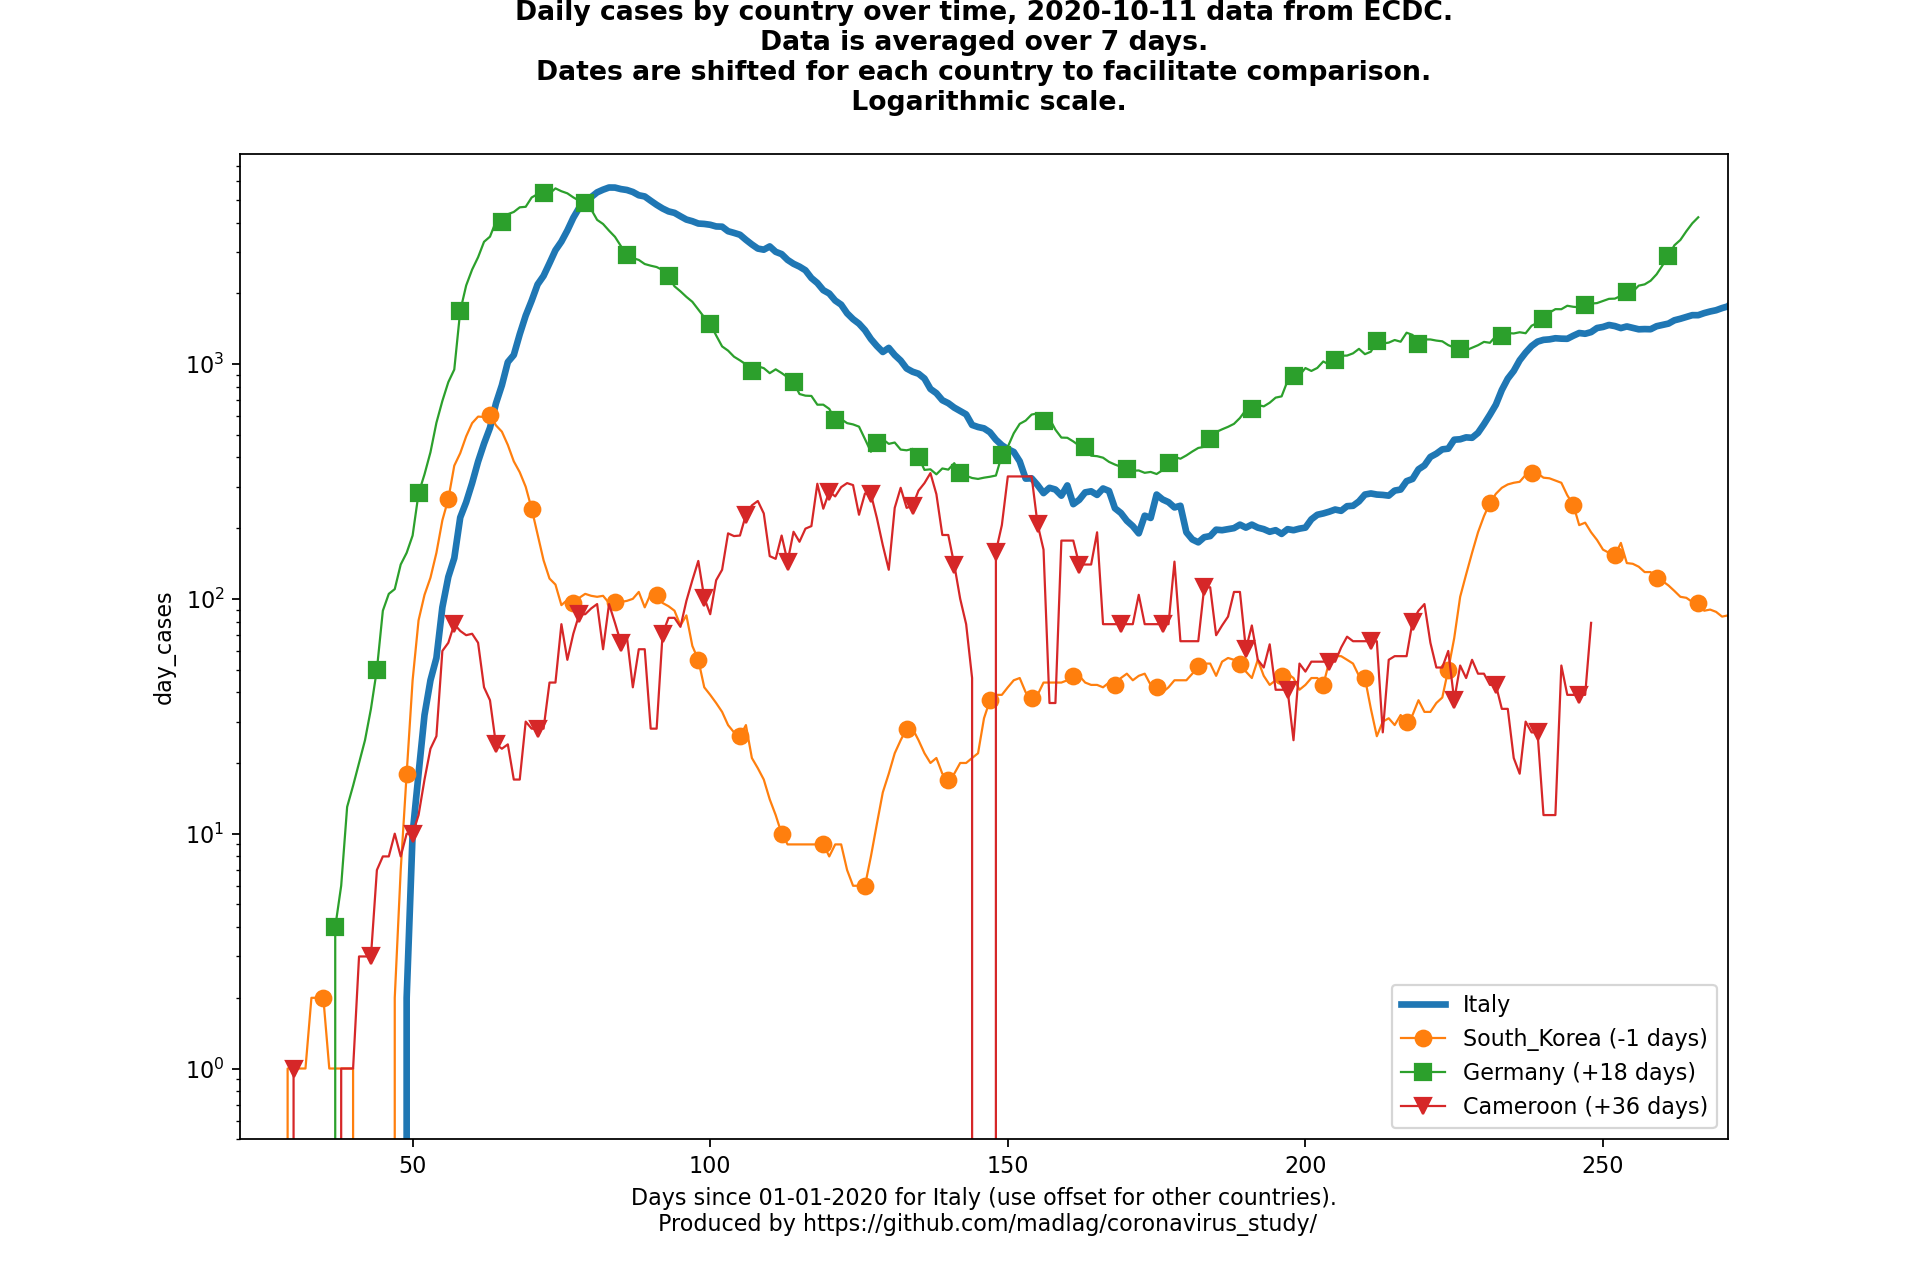 Daily cases by country over time, 2020-10-11 data from ECDC.
Data is averaged over 7 days.
Dates are shifted for each country to facilitate comparison.
Logarithmic scale.
day_cases
10³
10²
10¹
10⁰
50 100 150 200 250
Italy
South_Korea (-1 days)
Germany (+18 days)
Cameroon (+36 days)
Days since 01-01-2020 for Italy (use offset for other countries).
Produced by https://github.com/madlag/coronavirus_study/